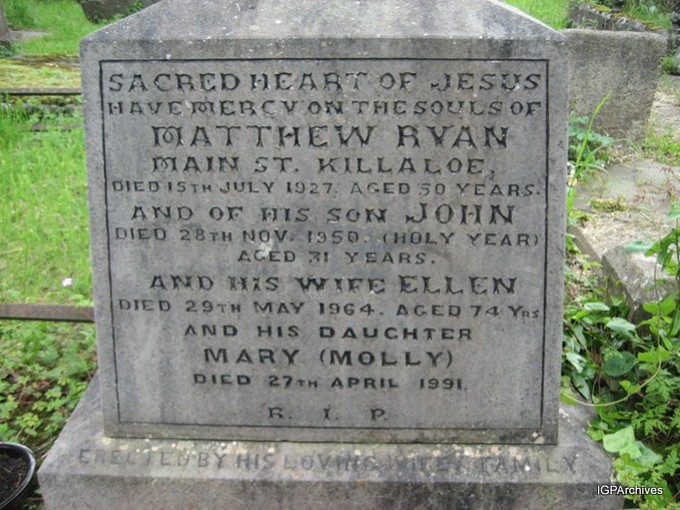 SACRED HEART OF JESUS
HAVE MERCY ON THE SOULS OF
MATTHEW RYAN
MAIN ST. KILLALOE,
DIED 15TH JULY 1927. AGED 50 YEARS.
AND OF HIS SON JOHN
DIED 28TH NOV. 1950. (HOLY YEAR)
AGED 31 YEARS.
AND HIS WIFE ELLEN
DIED 29TH MAY 1964. AGED 74 YRS
AND HIS DAUGHTER
MARY (MOLLY)
DIED 27TH APRIL 1991.
R. I. P.
ERECTED BY HIS LOVING WIFE & FAMILY
IGPArchives